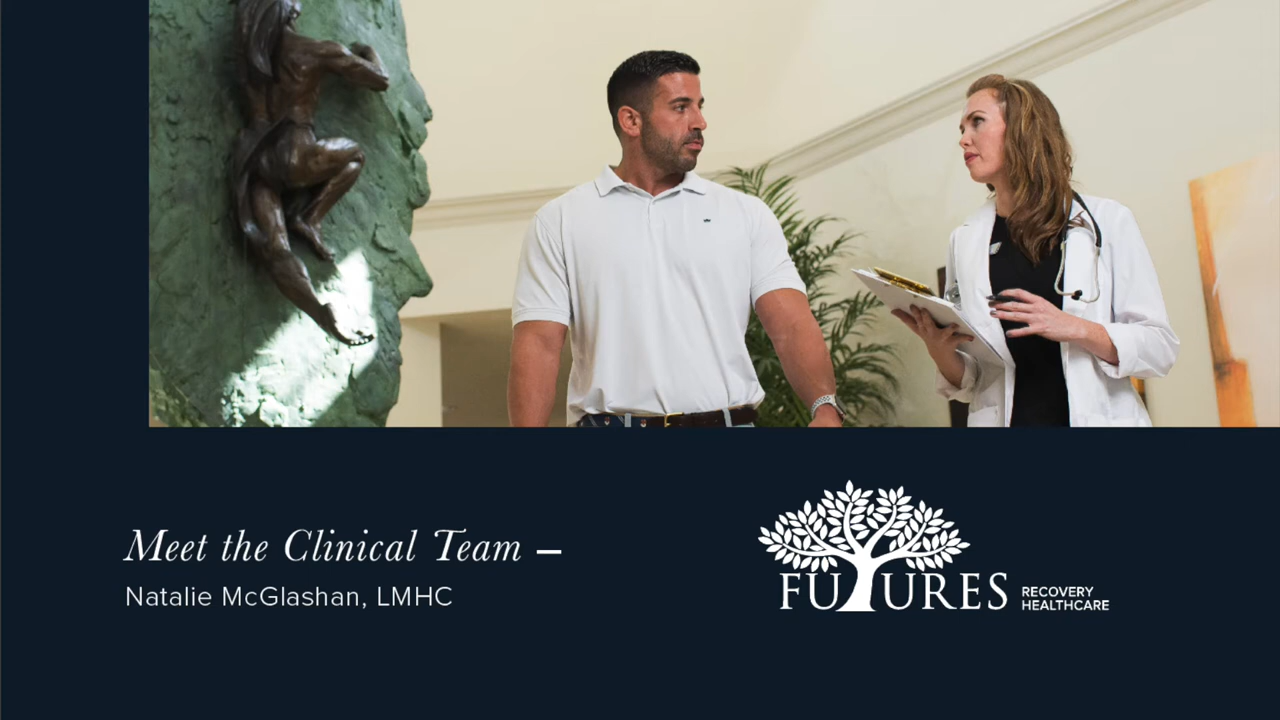 Meet the Clinical Team –
Natalie McGlashan, LMHC
FUTURES
RECOVERY
HEALTHCARE